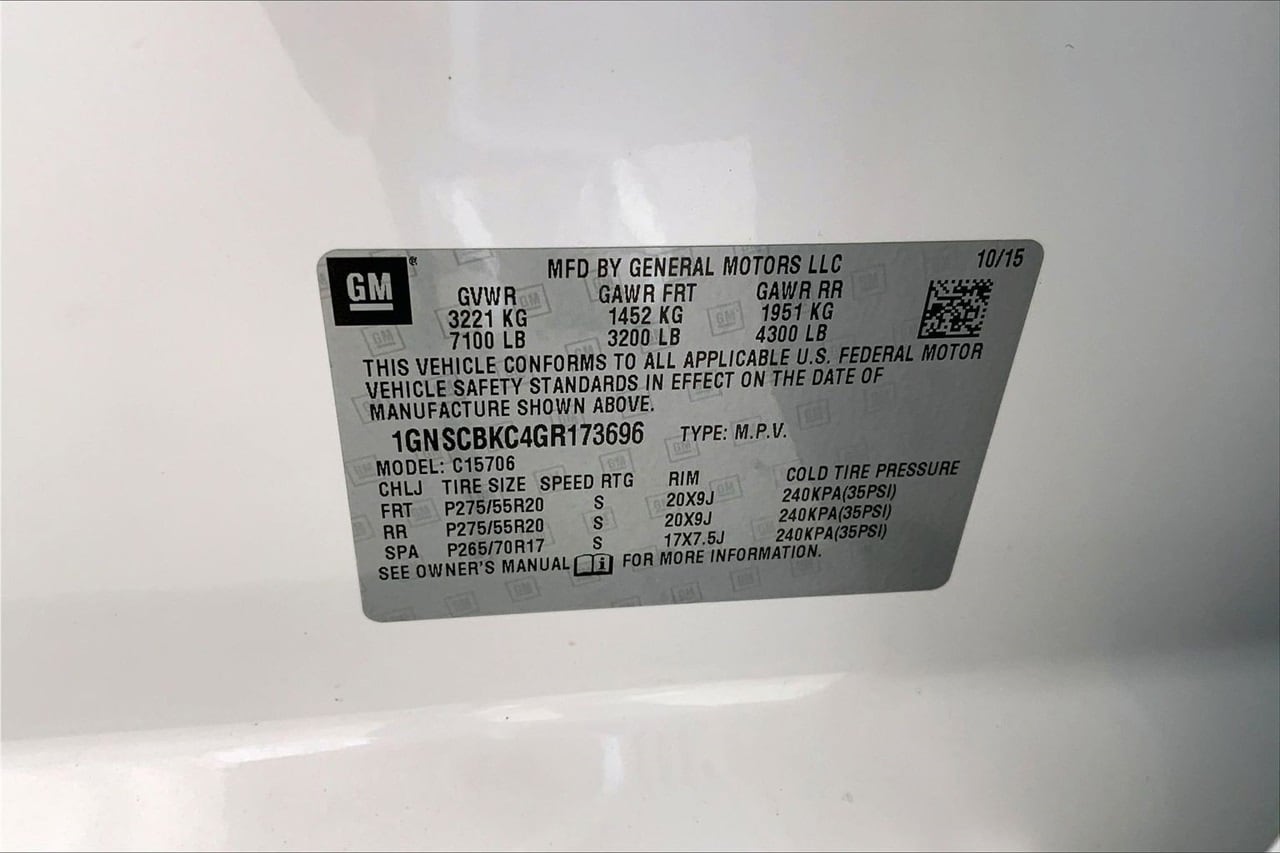 GM®
MFD BY GENERAL MOTORS LLC 10/15
GVWR GAWR FRT GAWR RR
3221 KG 1452 KG 1951 KG
7100 LB 3200 LB 4300 LB
THIS VEHICLE CONFORMS TO ALL APPLICABLE U.S. FEDERAL MOTOR
VEHICLE SAFETY STANDARDS IN EFFECT ON THE DATE OF
MANUFACTURE SHOWN ABOVE.
1GNSCBKC4GR173696 TYPE: M.P.V.
MODEL: C15706
CHLJ TIRE SIZE SPEED RTG RIM COLD TIRE PRESSURE
FRT P275/55R20 S 20X9J 240KPA(35PSI)
RR P275/55R20 S 20X9J 240KPA(35PSI)
SPA P265/70R17 S 17X7.5J 240KPA(35PSI)
SEE OWNER'S MANUAL i FOR MORE INFORMATION.